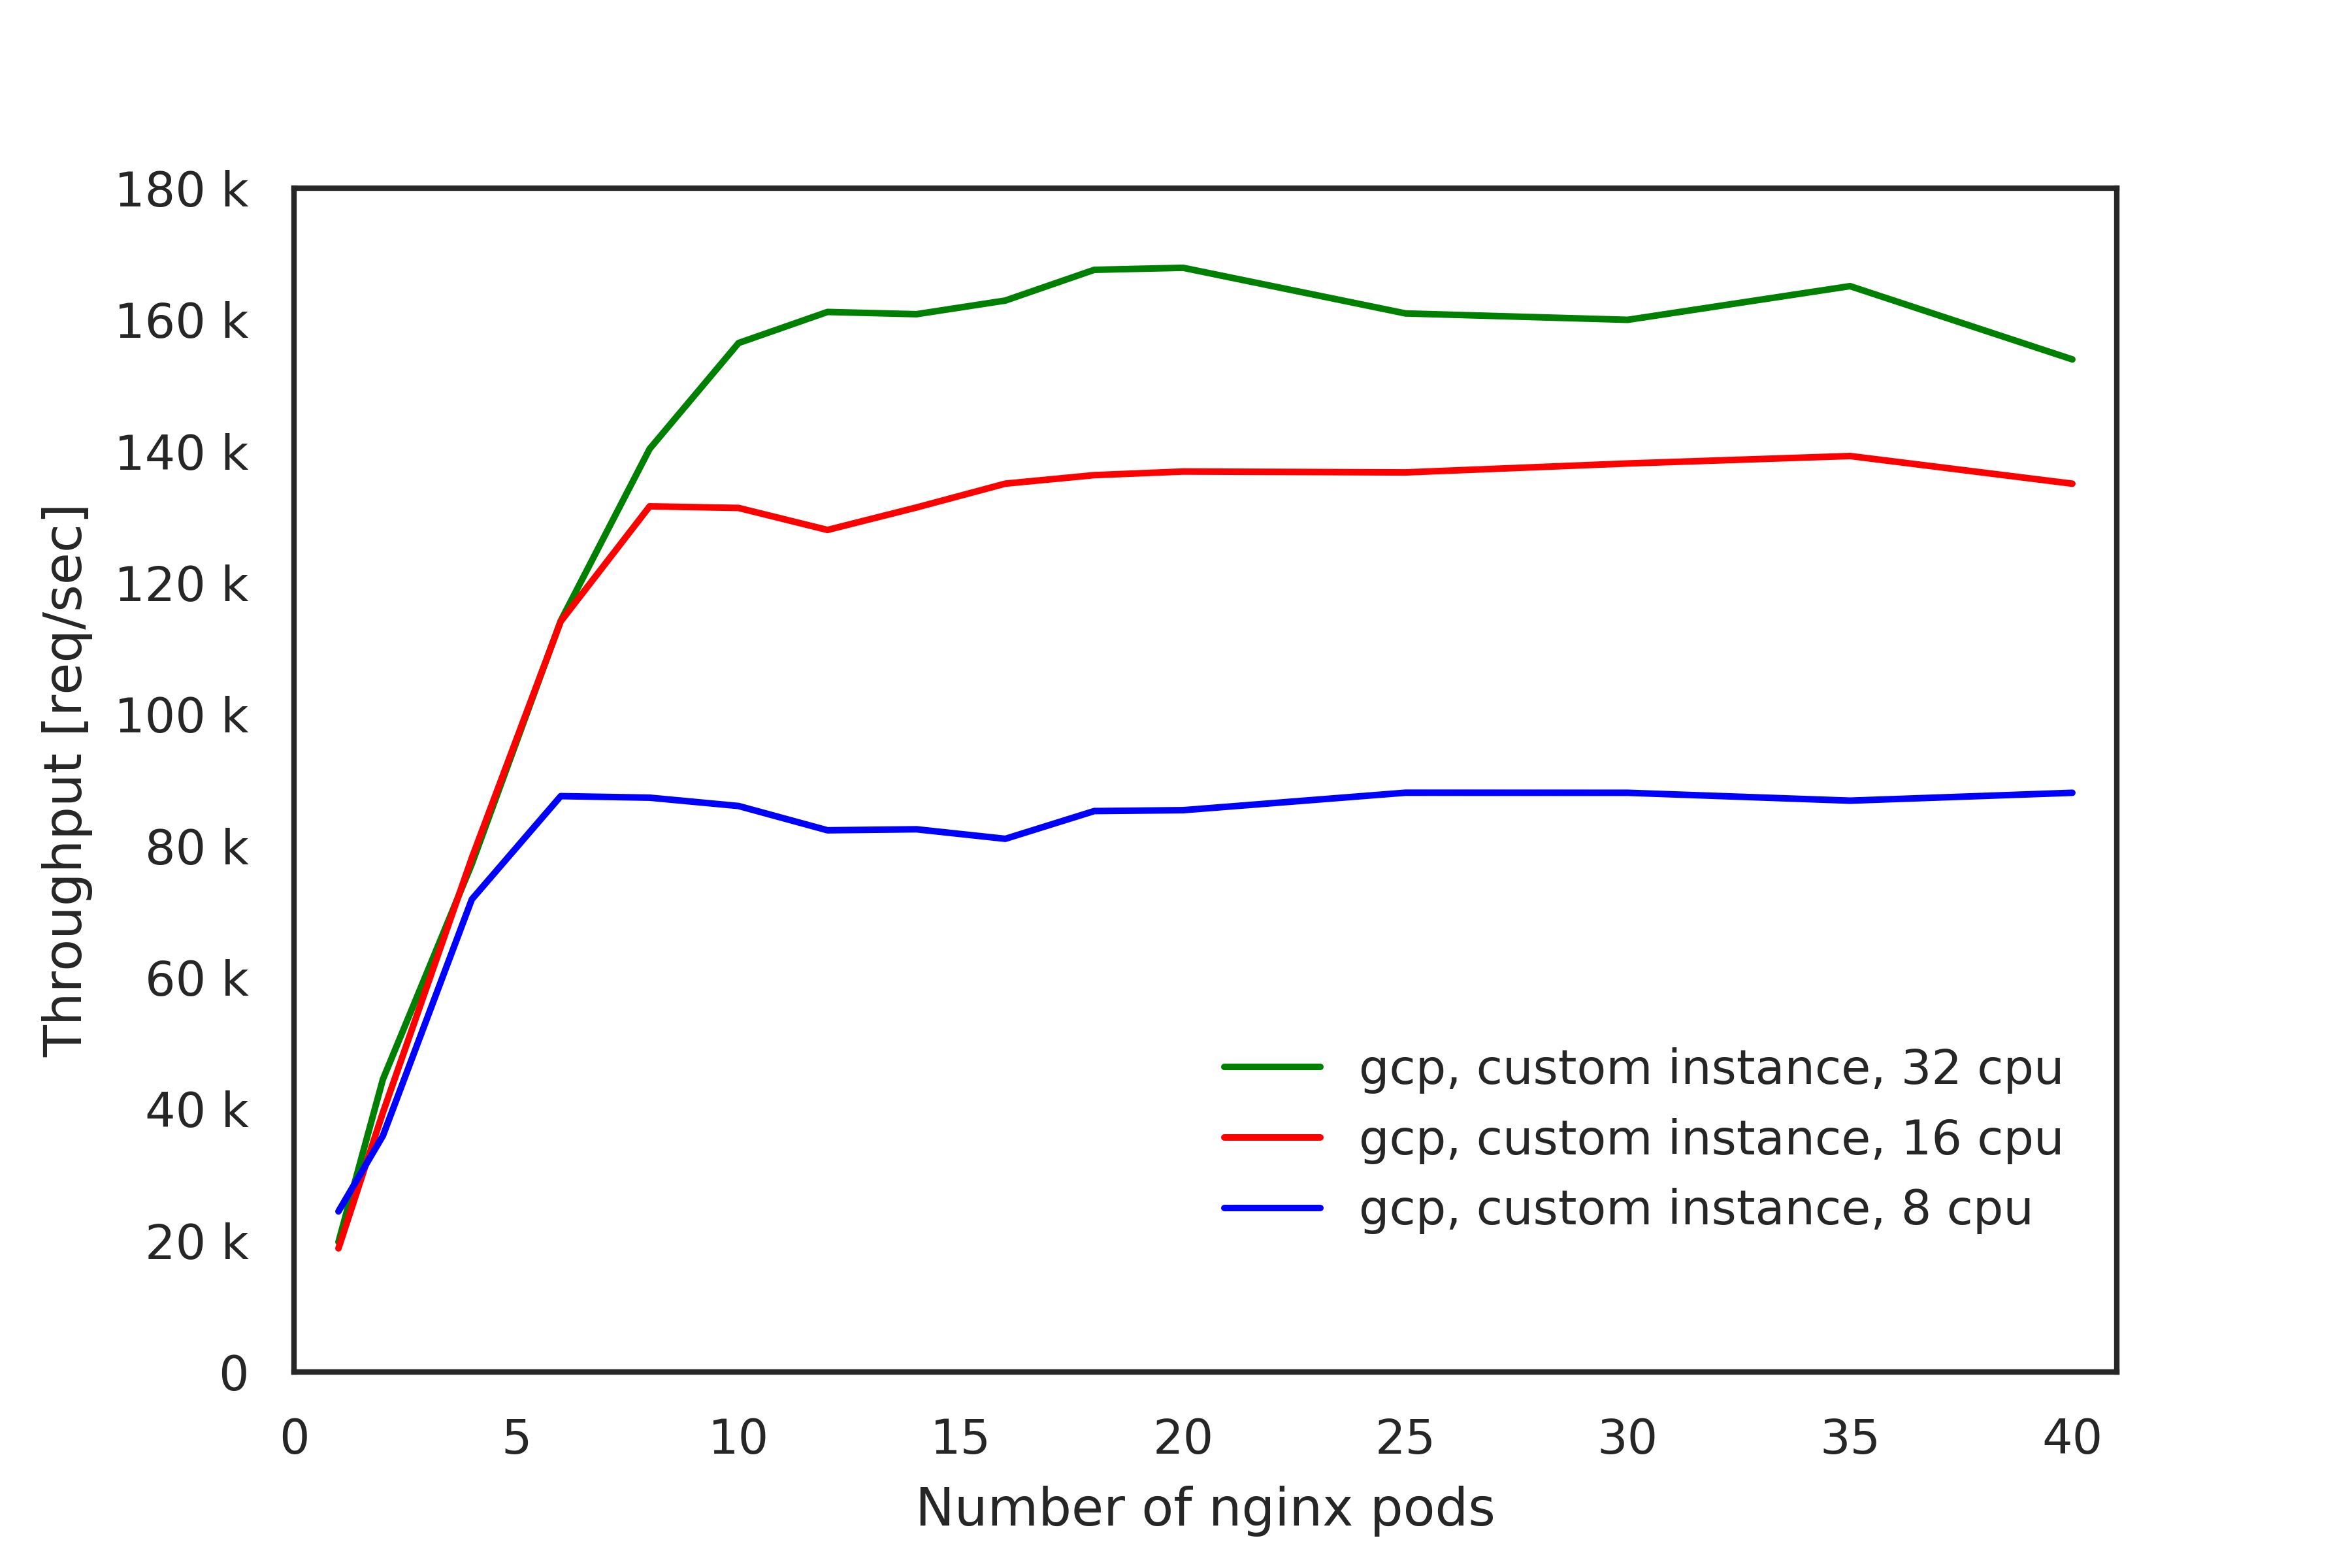 180 k
160 k
140 k
120 k
100 k
80 k
60 k
40 k
20 k
0
Throughput [req/sec]
gcp, custom instance, 32 cpu
gcp, custom instance, 16 cpu
gcp, custom instance, 8 cpu
0 5 10 15 20 25 30 35 40
Number of nginx pods